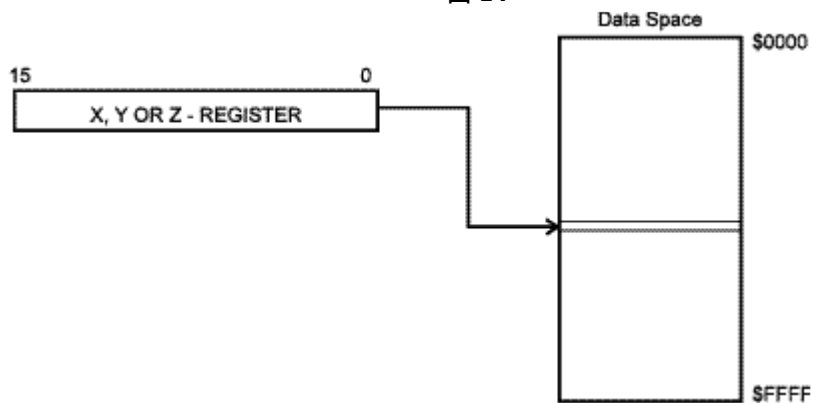 Data Space
$0000
15 0
X, Y OR Z - REGISTER
$FFFF